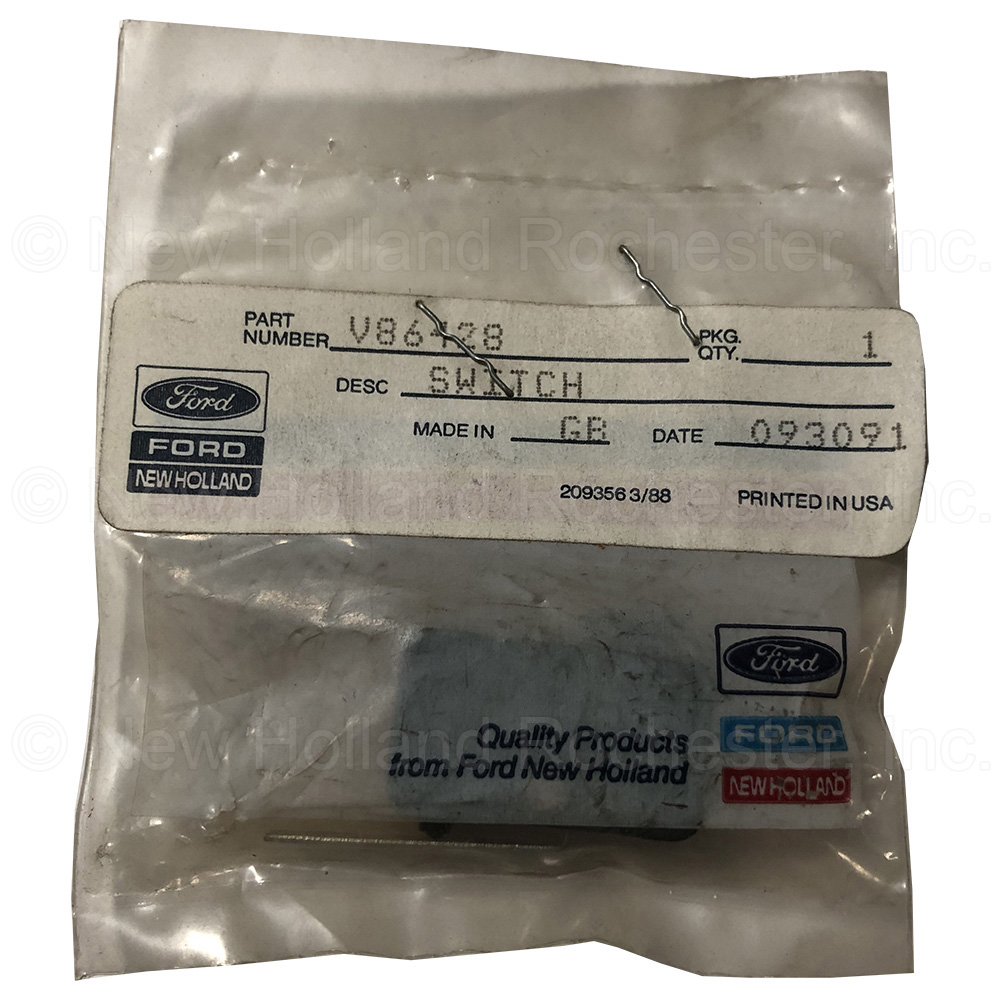 © New Holland Rochester, Inc.
PART NUMBER V86428 PKG. QTY. 1
DESC SWITCH
MADE IN GB DATE 093091
Ford
FORD
NEW HOLLAND
209356 3/88 PRINTED IN USA
© New Holland Rochester, Inc.
Ford
Quality Products
from Ford New Holland
FORD
NEW HOLLAND
© New Holland Rochester, Inc.